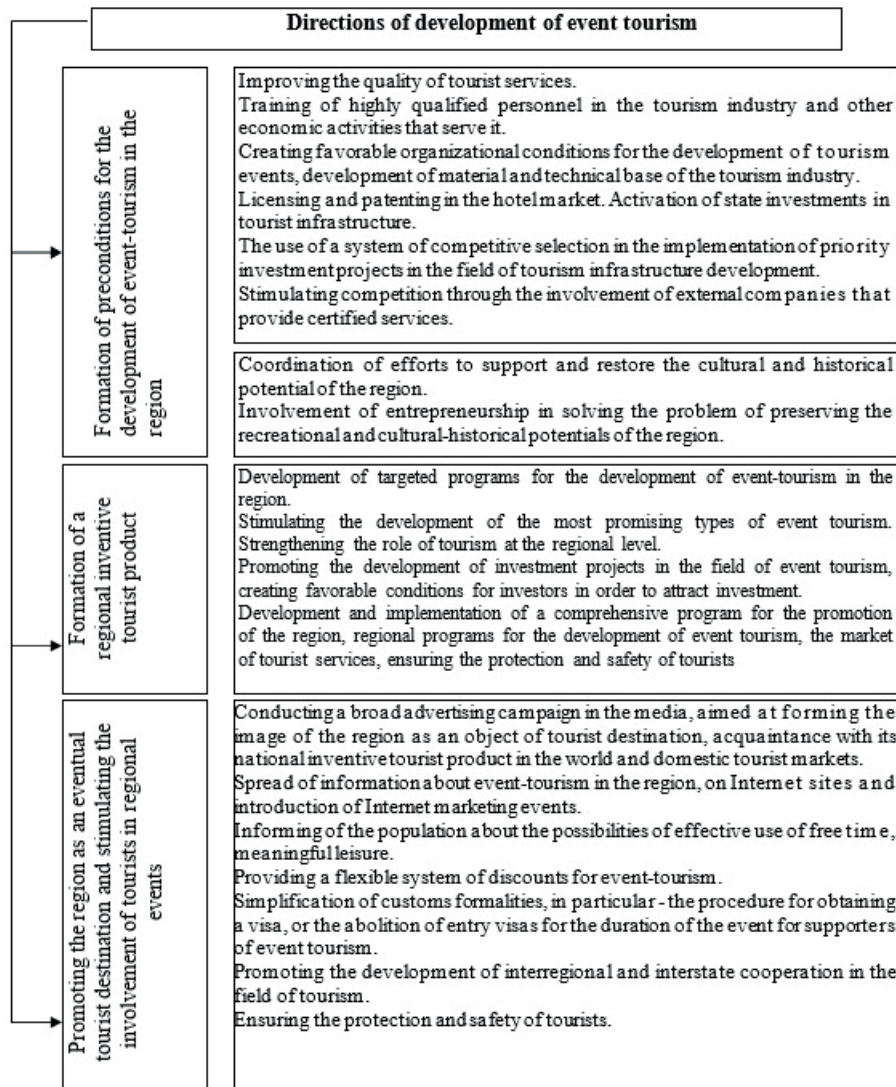 Directions of development of event tourism
Formation of preconditions for the
development of event-tourism in the
region
Improving the quality of tourist services.
Training of highly qualified personnel in the tourism industry and other
economic activities that serve it.
Creating favorable organizational conditions for the development of tourism
events, development of material and technical base of the tourism industry.
Licensing and patenting in the hotel market. Activation of state investments in
tourist infrastructure.
The use of a system of competitive selection in the implementation of priority
investment projects in the field of tourism infrastructure development.
Stimulating competition through the involvement of external companies that
provide certified services.
Coordination of efforts to support and restore the cultural and historical
potential of the region.
Involvement of entrepreneurship in solving the problem of preserving the
recreational and cultural-historical potentials of the region.
Formation of a
regional inventive
tourist product
Development of targeted programs for the development of event-tourism in the
region.
Stimulating the development of the most promising types of event tourism.
Strengthening the role of tourism at the regional level.
Promoting the development of investment projects in the field of event tourism,
creating favorable conditions for investors in order to attract investment.
Development and implementation of a comprehensive program for the promotion
of the region, regional programs for the development of event tourism, the market
of tourist services, ensuring the protection and safety of tourists
Promoting the region as an eventual
tourist destination and stimulating the
involvement of tourists in regional
events
Conducting a broad advertising campaign in the media, aimed at forming the
image of the region as an object of tourist destination, acquaintance with its
national inventive tourist product in the world and domestic tourist markets.
Spread of information about event-tourism in the region, on Internet sites and
introduction of Internet marketing events.
Informing of the population about the possibilities of effective use of free time,
meaningful leisure.
Providing a flexible system of discounts for event-tourism.
Simplification of customs formalities, in particular - the procedure for obtaining
a visa, or the abolition of entry visas for the duration of the event for supporters
of event tourism.
Promoting the development of interregional and interstate cooperation in the
field of tourism.
Ensuring the protection and safety of tourists.